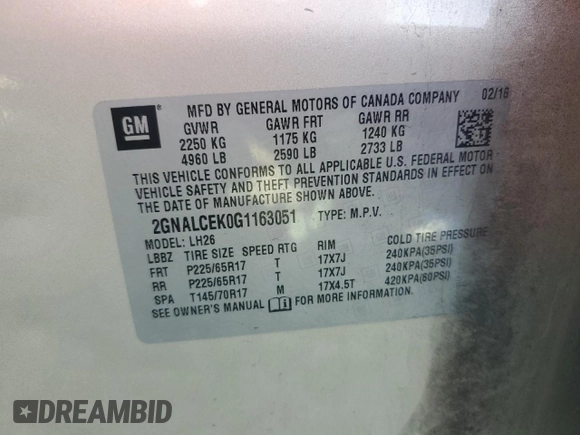 GM
MFD BY GENERAL MOTORS OF CANADA COMPANY 02/16
GVWR GAWR FRT GAWR RR
2250 KG 1175 KG 1240 KG
4960 LB 2590 LB 2733 LB
THIS VEHICLE CONFORMS TO ALL APPLICABLE U.S. FEDERAL MOTOR
VEHICLE SAFETY AND THEFT PREVENTION STANDARDS IN EFFECT ON
THE DATE OF MANUFACTURE SHOWN ABOVE.
2GNALCEK0G1163051 TYPE: M.P.V.
MODEL: LH26
LBBZ TIRE SIZE SPEED RTG RIM COLD TIRE PRESSURE
FRT P225/65R17 T 17X7J 240KPA(35PSI)
RR P225/65R17 T 17X7J 240KPA(35PSI)
SPA T145/70R17 M 17X4.5T 420KPA(60PSI)
SEE OWNER'S MANUAL FOR MORE INFORMATION.
DREAMBID